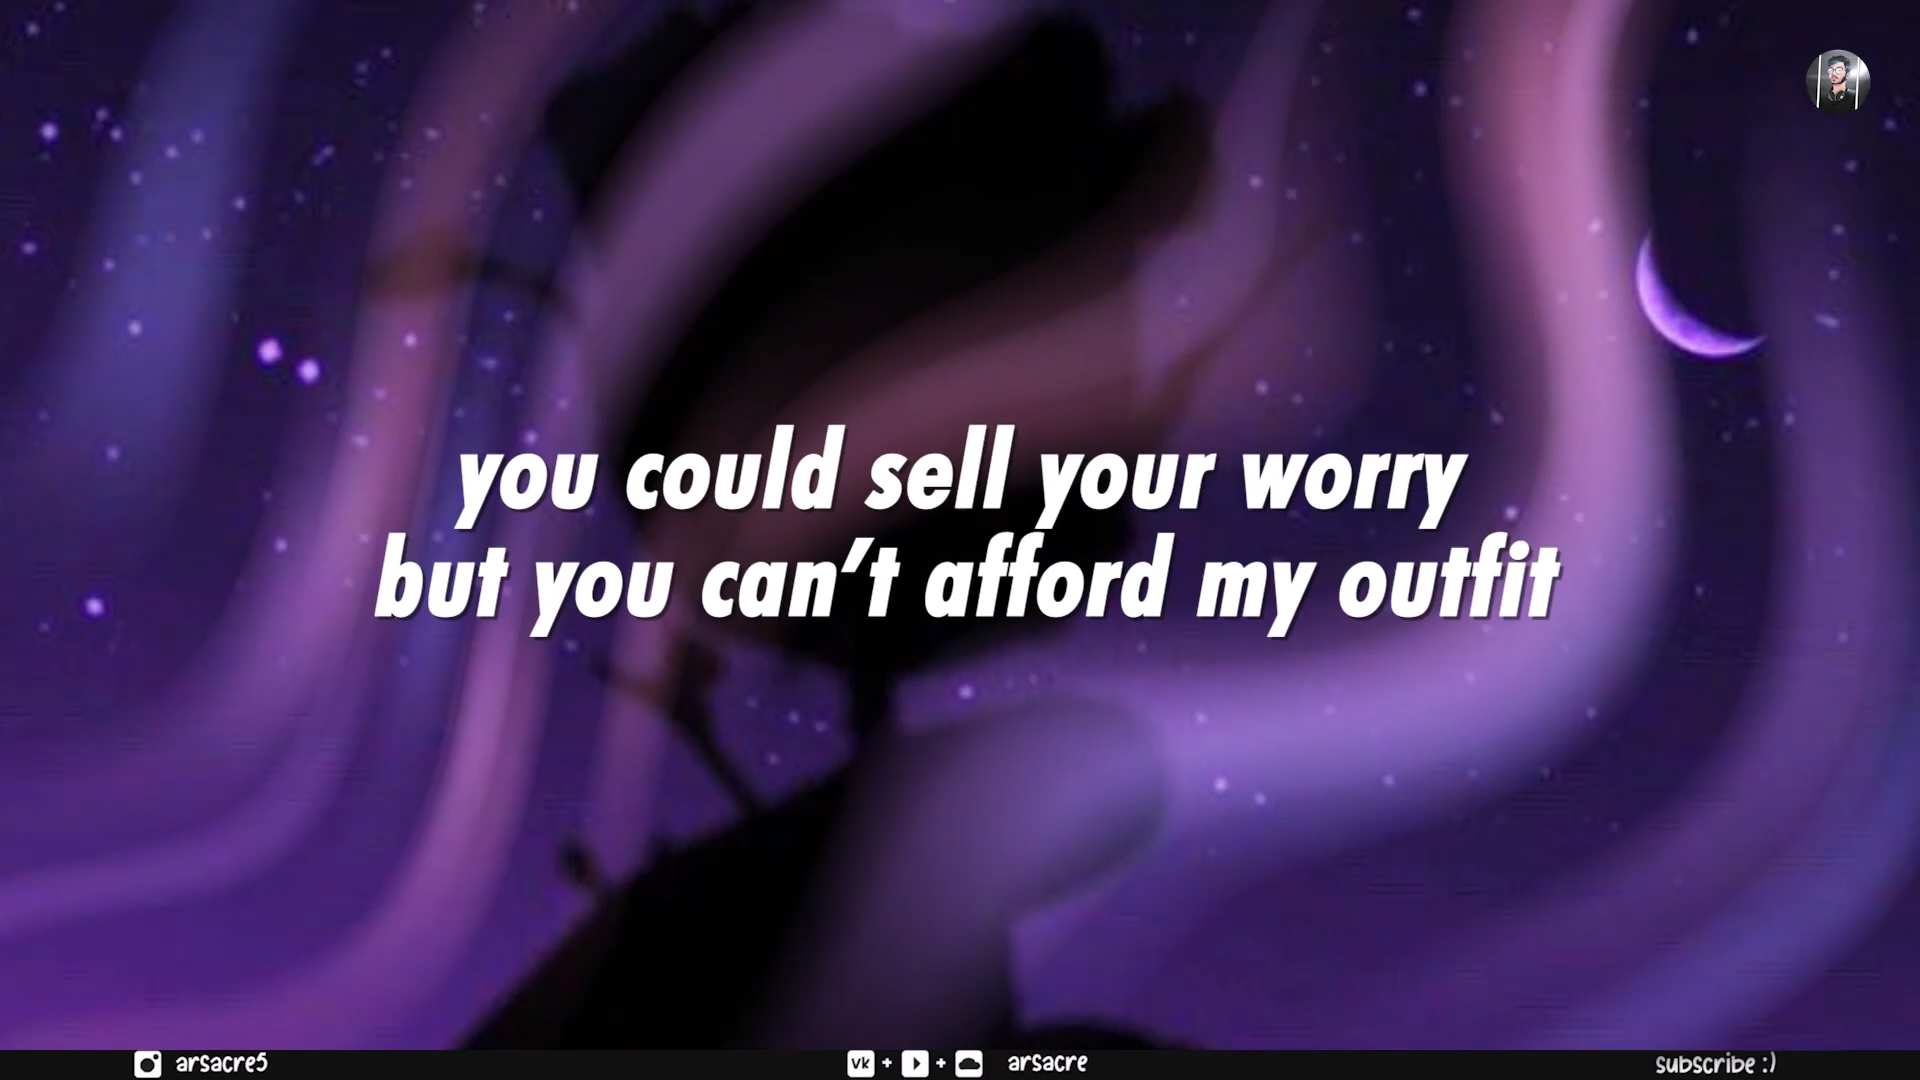 you could sell your worry
but you can't afford my outfit
arsacre5
vk + + arsacre
subscribe :)